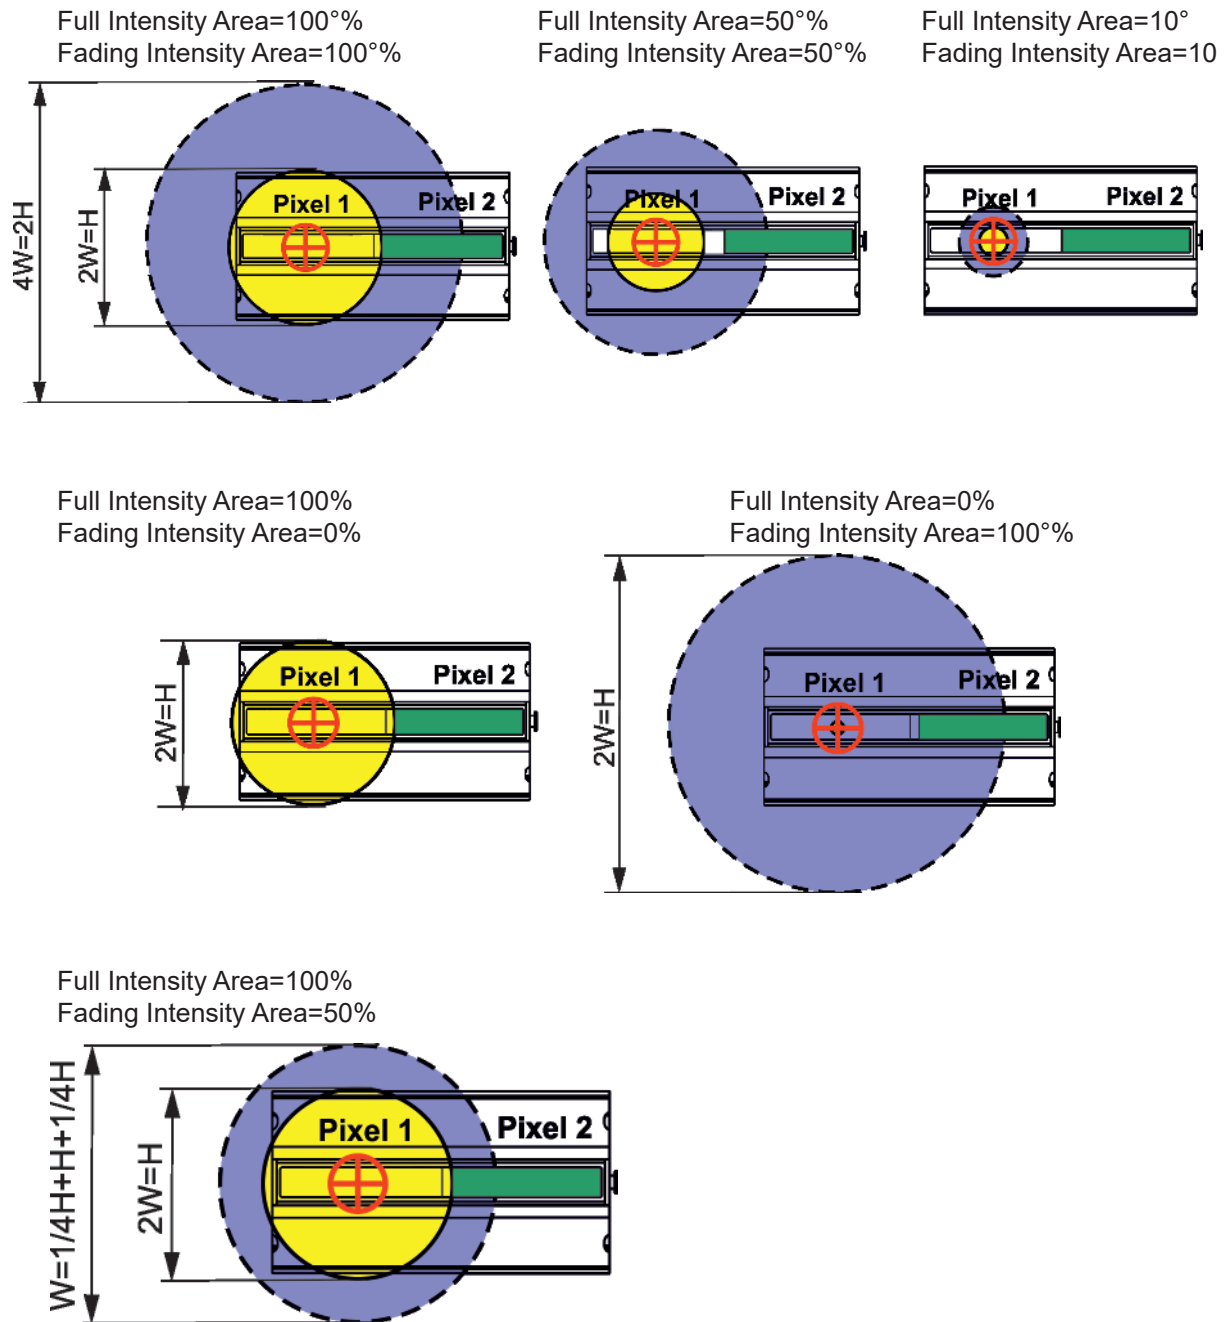 Full Intensity Area=100°%
Fading Intensity Area=100°%
Full Intensity Area=50°%
Fading Intensity Area=50°%
Full Intensity Area=10°
Fading Intensity Area=10
4W=2H
2W=H
Pixel 1
Pixel 2
Pixel 1
Pixel 2
Pixel 1
Pixel 2
Full Intensity Area=100%
Fading Intensity Area=0%
Full Intensity Area=0%
Fading Intensity Area=100°%
2W=H
Pixel 1
Pixel 2
2W=H
Pixel 1
Pixel 2
Full Intensity Area=100%
Fading Intensity Area=50%
W=1/4H+H+1/4H
2W=H
Pixel 1
Pixel 2